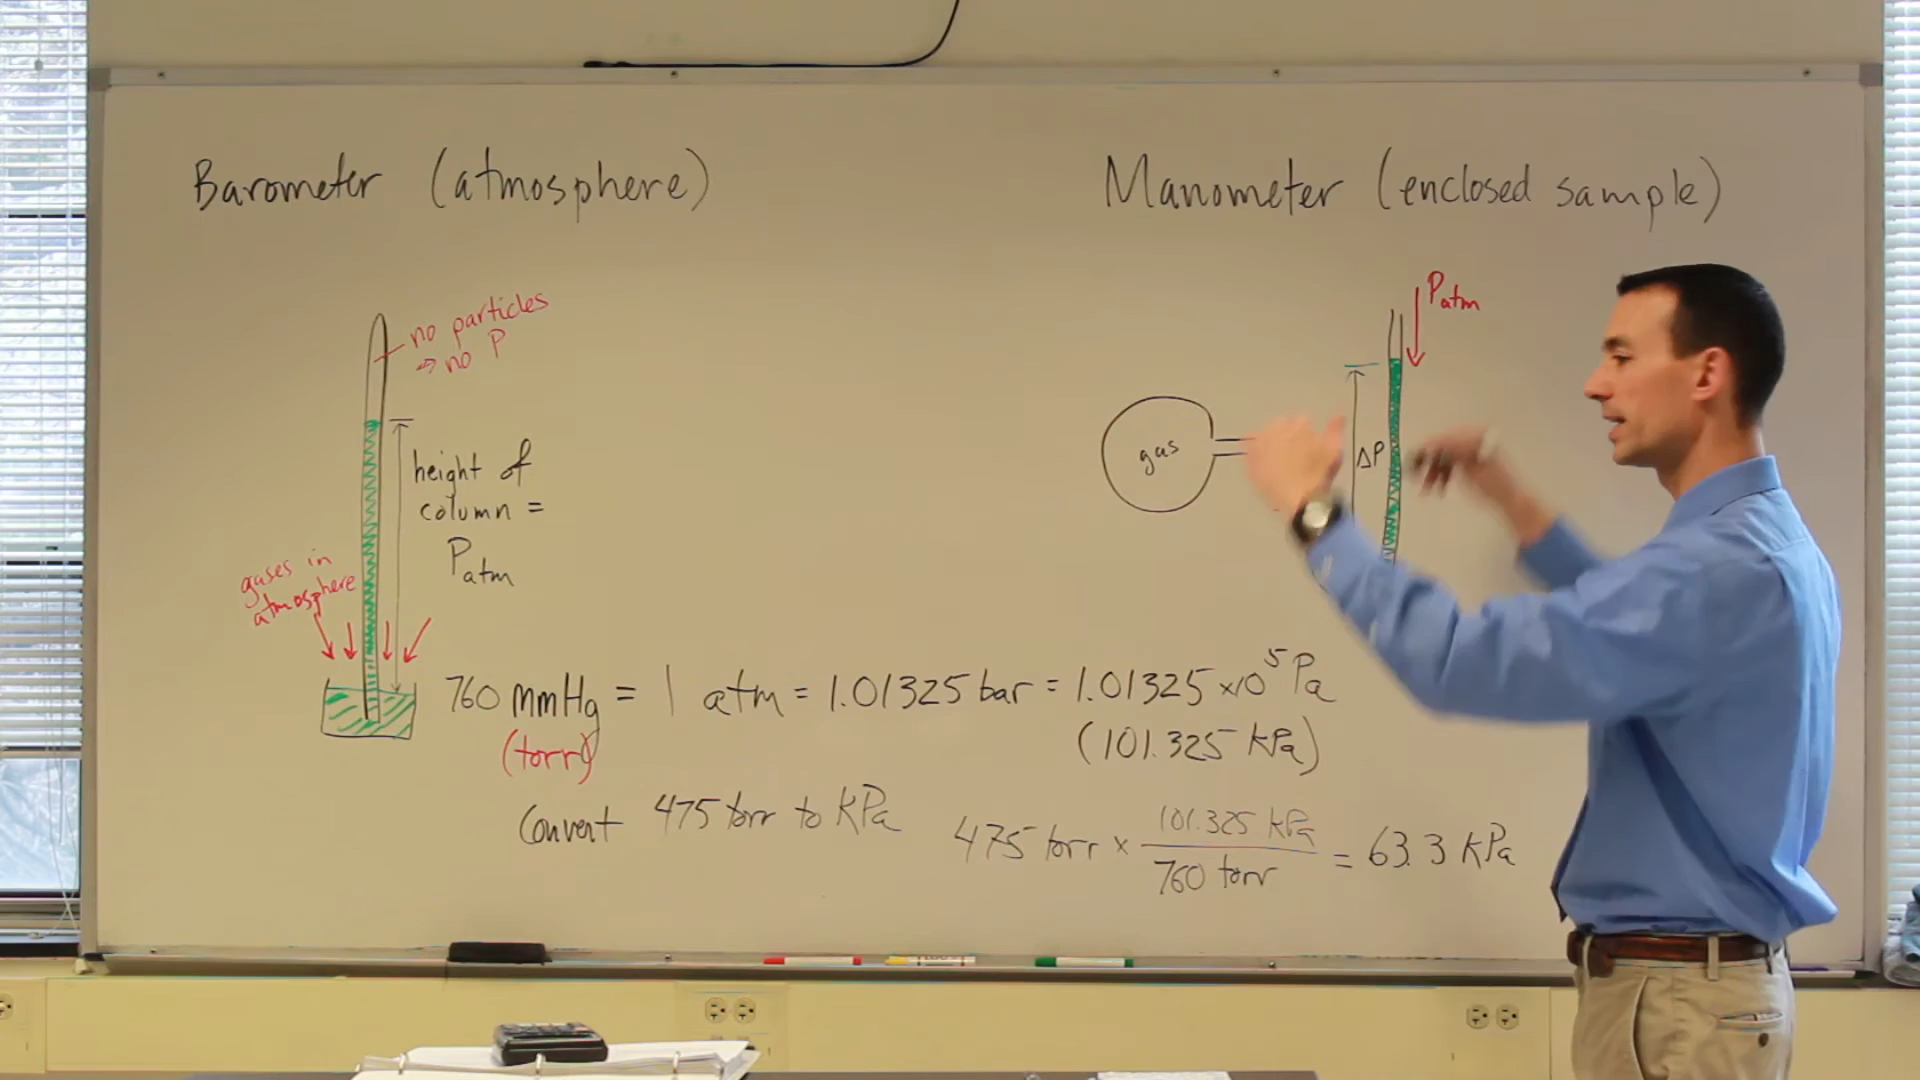 Barometer (atmosphere)
no particles
⇒ no P
height of
column =
Patm
gases in
atmosphere
760 mmHg = 1 atm = 1.01325 bar = 1.01325 x10⁵ Pa
(torr)
(101.325 kPa)
Convert 475 torr to kPa
475 torr x 101.325 kPa / 760 torr = 63.3 kPa
Manometer (enclosed sample)
Patm
gas
ΔP